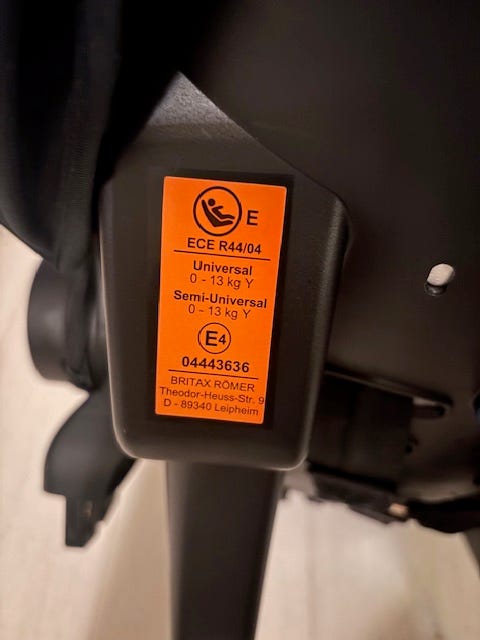 E
ECE R44/04
Universal
0 - 13 kg Y
Semi-Universal
0 - 13 kg Y
E4
04443636
BRITAX RÖMER
Theodor-Heuss-Str. 9
D - 89340 Leipheim